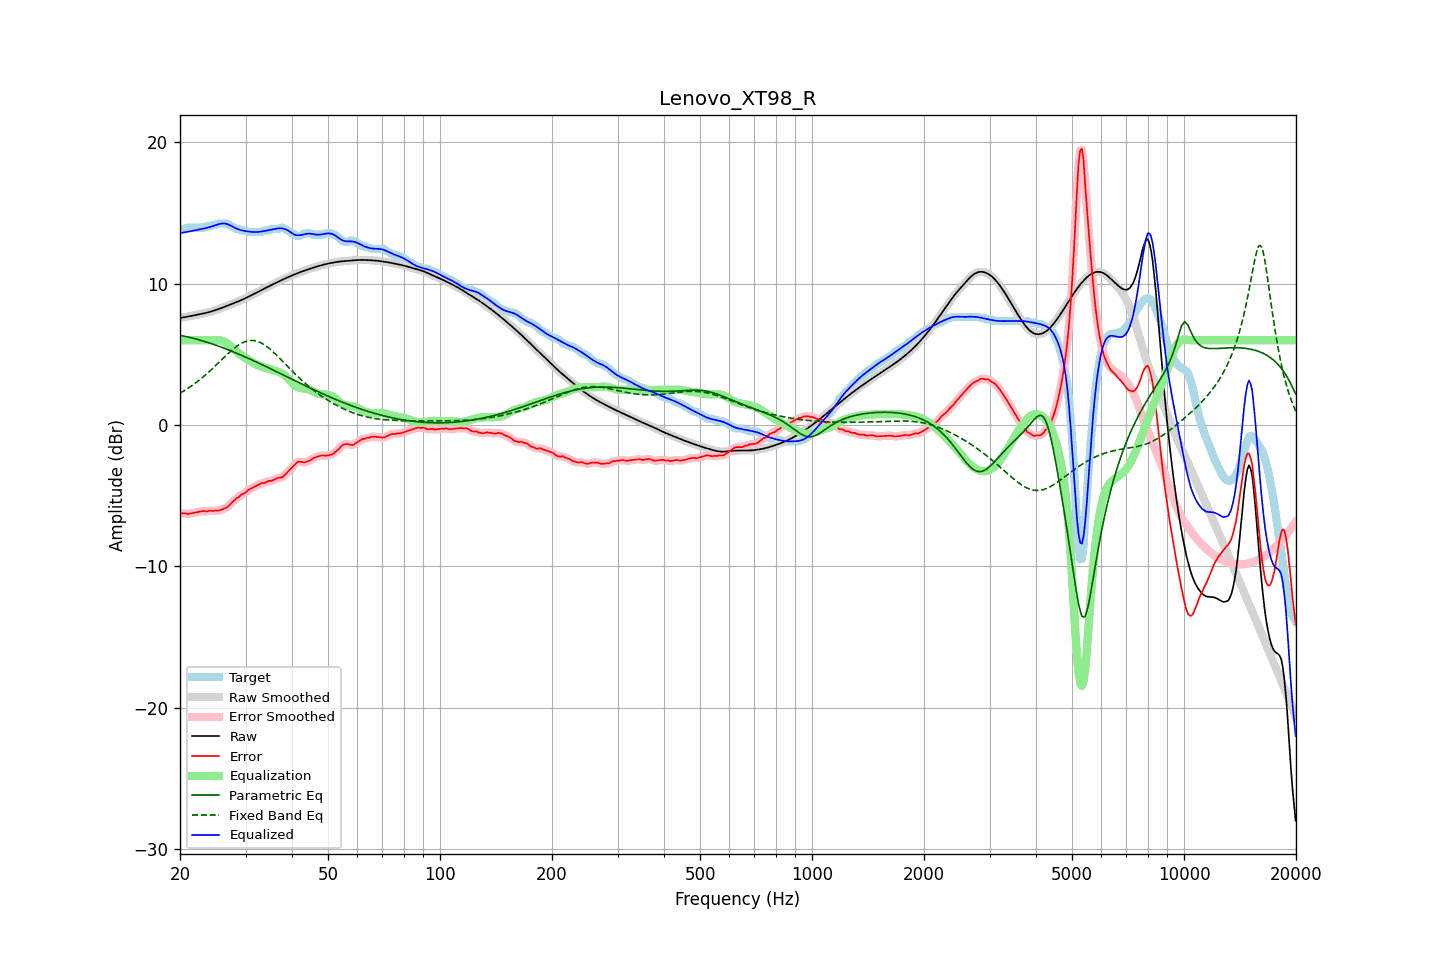 Lenovo_XT98_R
Amplitude (dBr)
20
10
0
−10
−20
−30
Target
Raw Smoothed
Error Smoothed
Raw
Error
Equalization
Parametric Eq
Fixed Band Eq
Equalized
20 50 100 200 500 1000 2000 5000 10000 20000
Frequency (Hz)